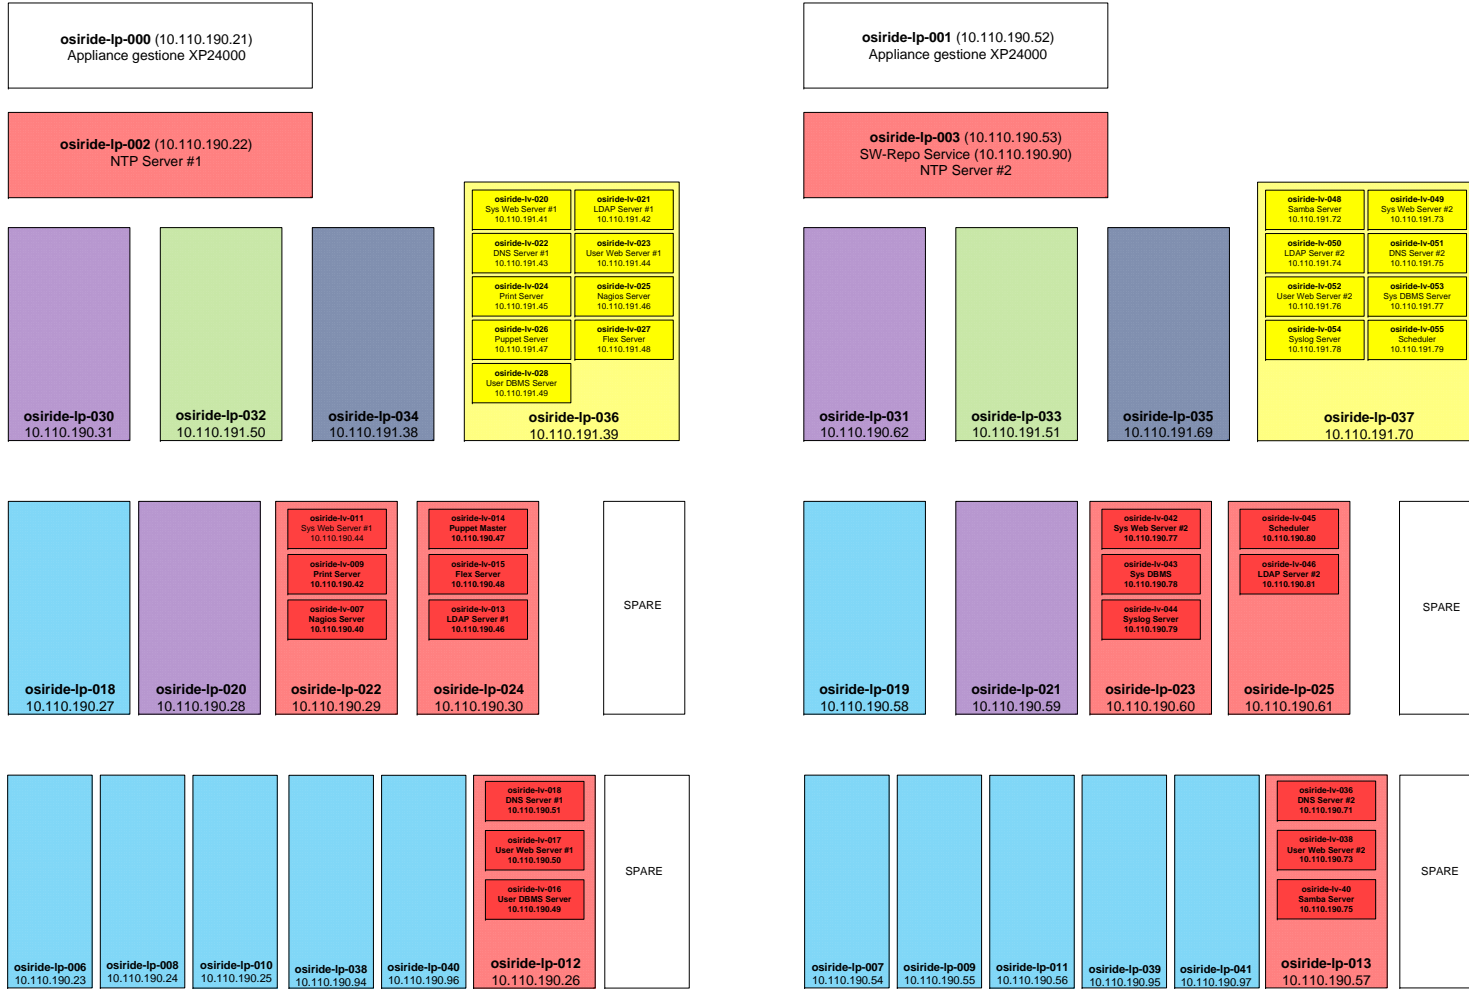 osiride-lp-000 (10.110.190.21)
Appliance gestione XP24000
osiride-lp-001 (10.110.190.52)
Appliance gestione XP24000
osiride-lp-002 (10.110.190.22)
NTP Server #1
osiride-lp-003 (10.110.190.53)
SW-Repo Service (10.110.190.90)
NTP Server #2
osiride-lp-030
10.110.190.31
osiride-lp-032
10.110.191.50
osiride-lp-034
10.110.191.38
osiride-lv-020
Sys Web Server #1
10.110.191.41
osiride-lv-021
LDAP Server #1
10.110.191.42
osiride-lv-022
DNS Server #1
10.110.191.43
osiride-lv-023
User Web Server #1
10.110.191.44
osiride-lv-024
Print Server
10.110.191.45
osiride-lv-025
Nagios Server
10.110.191.46
osiride-lv-026
Puppet Server
10.110.191.47
osiride-lv-027
Flex Server
10.110.191.48
osiride-lv-028
User DBMS Server
10.110.191.49
osiride-lp-036
10.110.191.39
osiride-lp-031
10.110.190.62
osiride-lp-033
10.110.191.51
osiride-lp-035
10.110.191.69
osiride-lv-048
Samba Server
10.110.191.72
osiride-lv-049
Sys Web Server #2
10.110.191.73
osiride-lv-050
LDAP Server #2
10.110.191.74
osiride-lv-051
DNS Server #2
10.110.191.75
osiride-lv-052
User Web Server #2
10.110.191.76
osiride-lv-053
Sys DBMS Server
10.110.191.77
osiride-lv-054
Syslog Server
10.110.191.78
osiride-lv-055
Scheduler
10.110.191.79
osiride-lp-037
10.110.191.70
osiride-lp-018
10.110.190.27
osiride-lp-020
10.110.190.28
osiride-lv-011
Sys Web Server #1
10.110.190.44
osiride-lv-009
Print Server
10.110.190.42
osiride-lv-007
Nagios Server
10.110.190.40
osiride-lp-022
10.110.190.29
osiride-lv-014
Puppet Master
10.110.190.47
osiride-lv-015
Flex Server
10.110.190.48
osiride-lv-013
LDAP Server #1
10.110.190.46
osiride-lp-024
10.110.190.30
SPARE
osiride-lp-019
10.110.190.58
osiride-lp-021
10.110.190.59
osiride-lv-042
Sys Web Server #2
10.110.190.77
osiride-lv-043
Sys DBMS
10.110.190.78
osiride-lv-044
Syslog Server
10.110.190.79
osiride-lp-023
10.110.190.60
osiride-lv-045
Scheduler
10.110.190.80
osiride-lv-046
LDAP Server #2
10.110.190.81
osiride-lp-025
10.110.190.61
SPARE
osiride-lp-006
10.110.190.23
osiride-lp-008
10.110.190.24
osiride-lp-010
10.110.190.25
osiride-lp-038
10.110.190.94
osiride-lp-040
10.110.190.96
osiride-lv-018
DNS Server #1
10.110.190.51
osiride-lv-017
User Web Server #1
10.110.190.50
osiride-lv-016
User DBMS Server
10.110.190.49
osiride-lp-012
10.110.190.26
SPARE
osiride-lp-007
10.110.190.54
osiride-lp-009
10.110.190.55
osiride-lp-011
10.110.190.56
osiride-lp-039
10.110.190.95
osiride-lp-041
10.110.190.97
osiride-lv-036
DNS Server #2
10.110.190.71
osiride-lv-038
User Web Server #2
10.110.190.73
osiride-lv-40
Samba Server
10.110.190.75
osiride-lp-013
10.110.190.57
SPARE